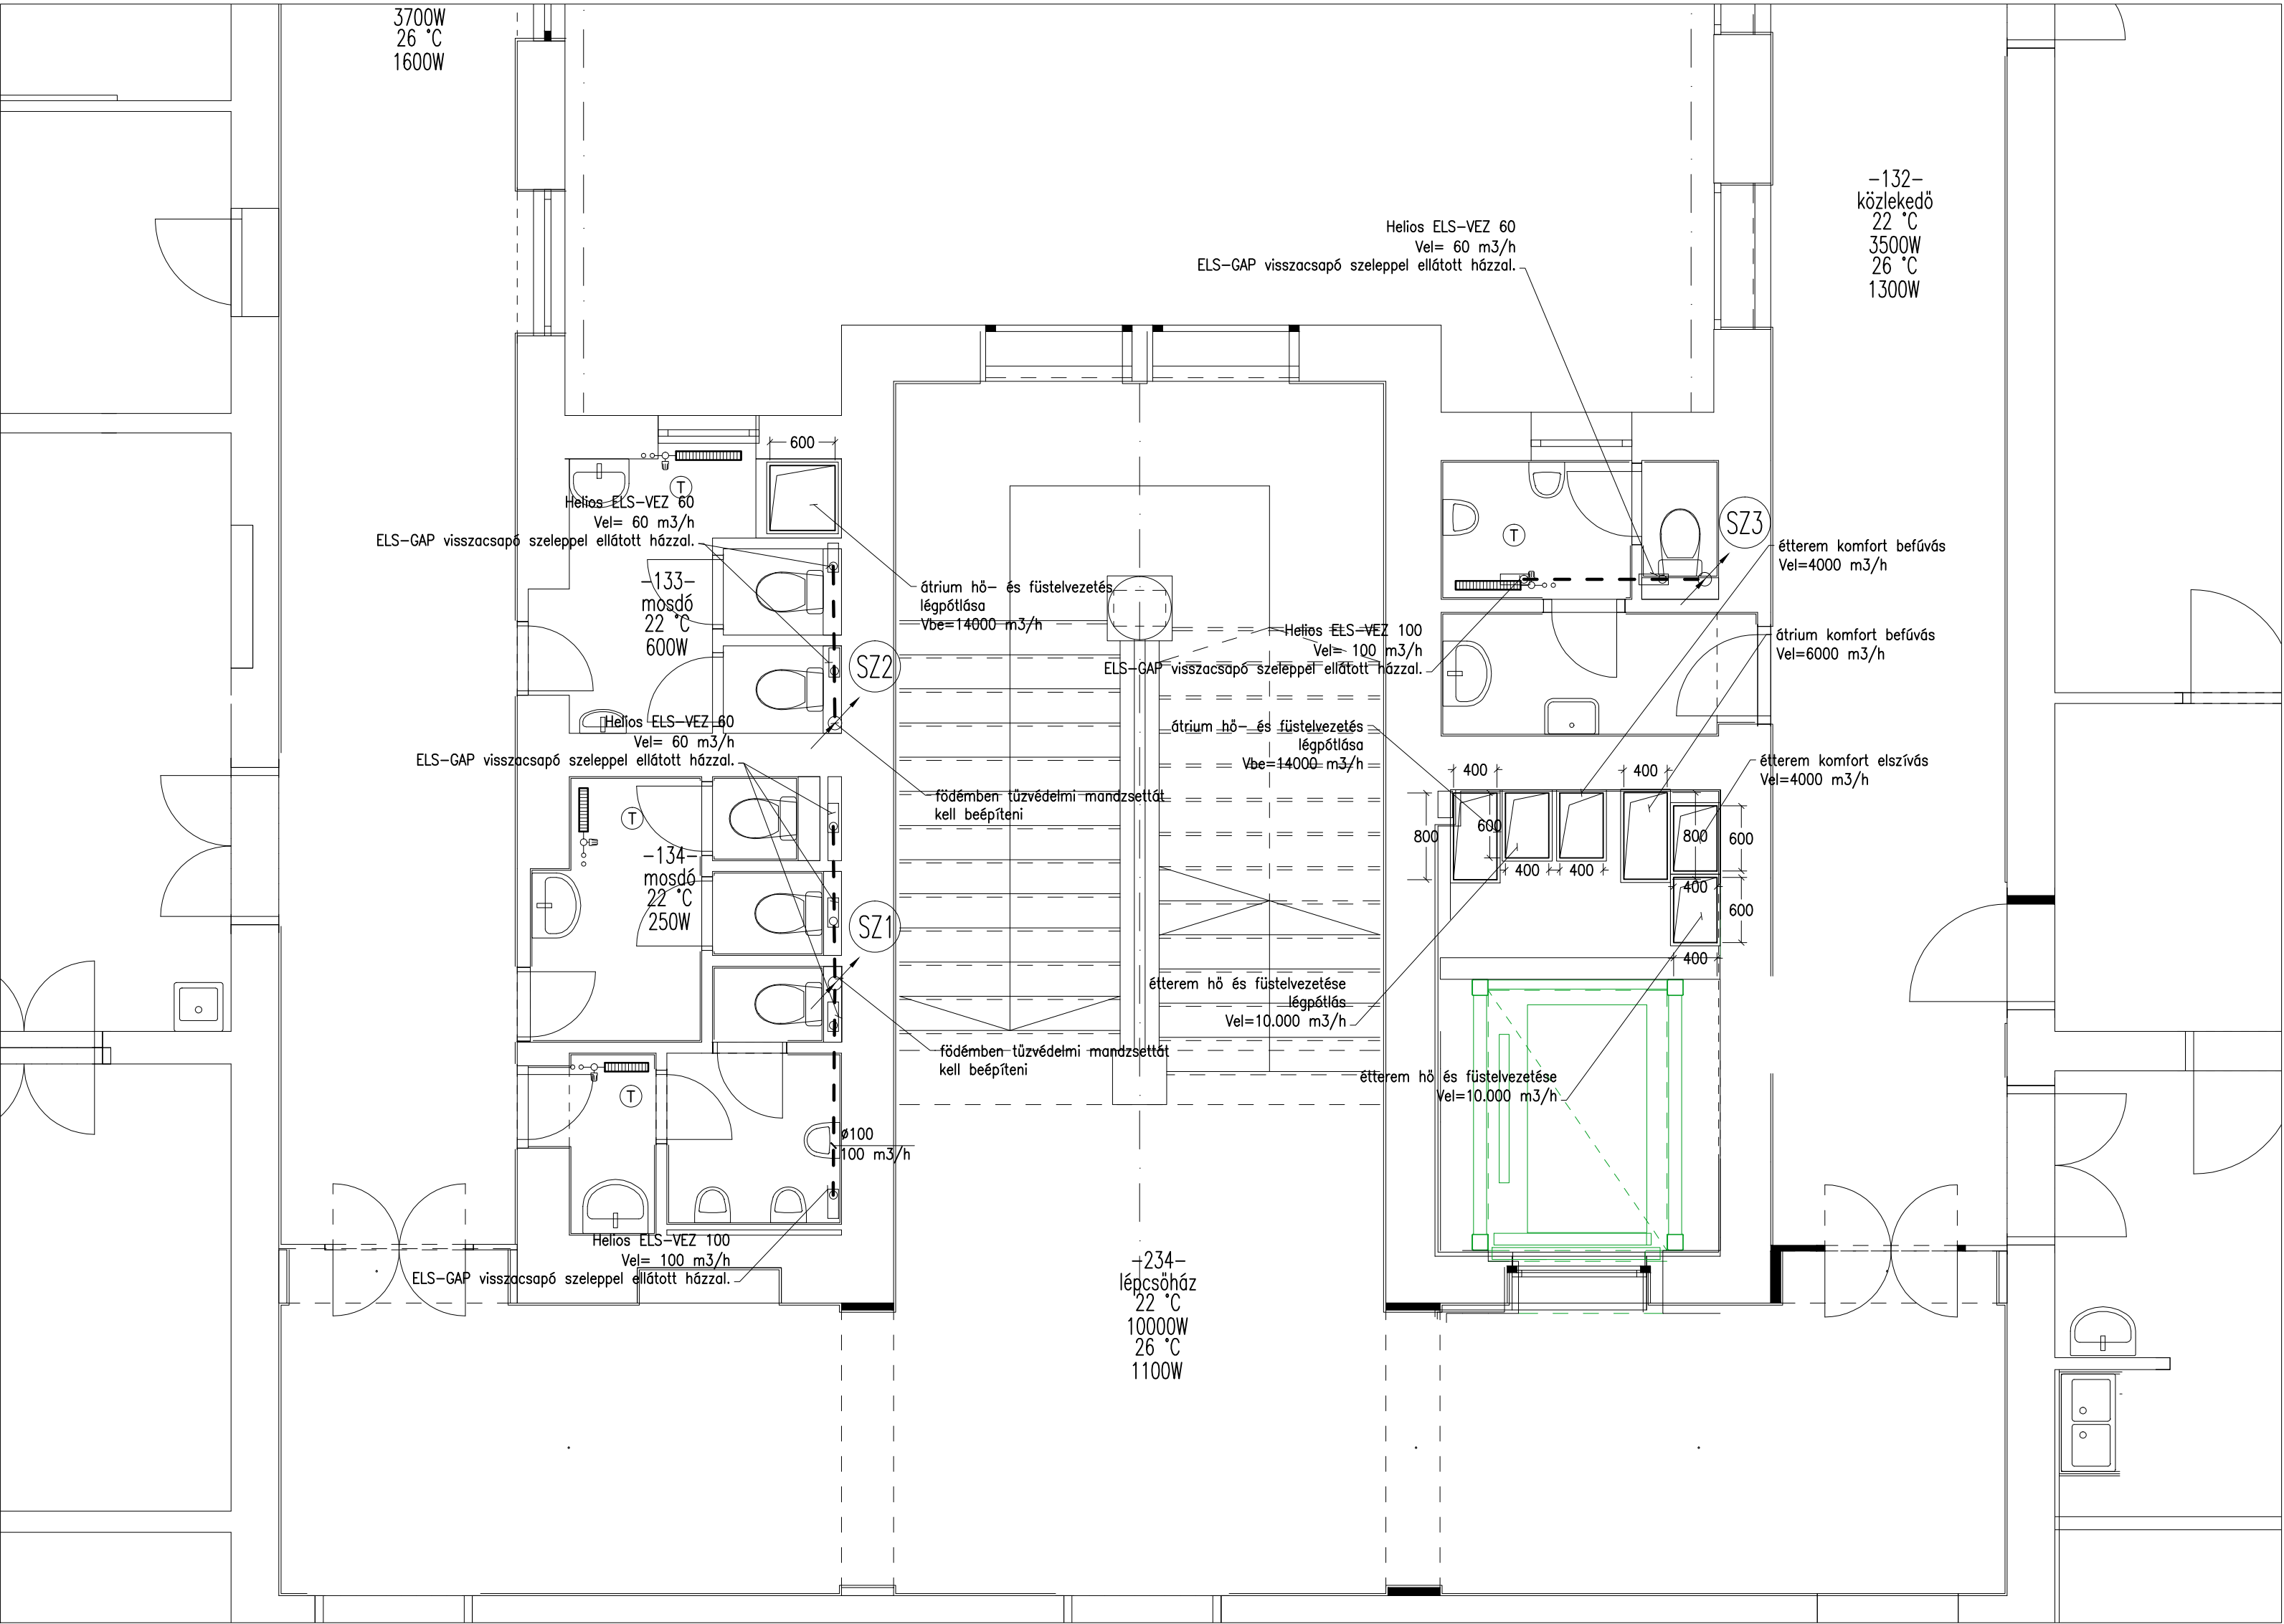 3700W
26 °C
1600W
-132-
közlekedő
22 °C
3500W
26 °C
1300W
Helios ELS-VEZ 60
Vel= 60 m3/h
ELS-GAP visszacsapó szeleppel ellátott házzal.
600
T
Helios ELS-VEZ 60
Vel= 60 m3/h
ELS-GAP visszacsapó szeleppel ellátott házzal.
-133-
mosdó
22 °C
600W
átrium hő- és füstelvezetés
légpótlása
Vbe=14000 m3/h
SZ2
T
SZ3
étterem komfort befúvás
Vel=4000 m3/h
Helios ELS-VEZ 100
Vel= 100 m3/h
ELS-GAP visszacsapó szeleppel ellátott házzal.
átrium komfort befúvás
Vel=6000 m3/h
Helios ELS-VEZ 60
Vel= 60 m3/h
ELS-GAP visszacsapó szeleppel ellátott házzal.
átrium hő- és füstelvezetés
légpótlása
Vbe=14000 m3/h
étterem komfort elszívás
Vel=4000 m3/h
födémben tűzvédelmi mandzsettát
kell beépíteni
T
-134-
mosdó
22 °C
250W
SZ1
400
400
800
600
800
600
400
400
400
600
400
étterem hő és füstelvezetése
légpótlás
Vel=10.000 m3/h
födémben tűzvédelmi mandzsettát
kell beépíteni
étterem hő és füstelvezetése
Vel=10.000 m3/h
T
ø100
100 m3/h
Helios ELS-VEZ 100
Vel= 100 m3/h
ELS-GAP visszacsapó szeleppel ellátott házzal.
-234-
lépcsőház
22 °C
10000W
26 °C
1100W